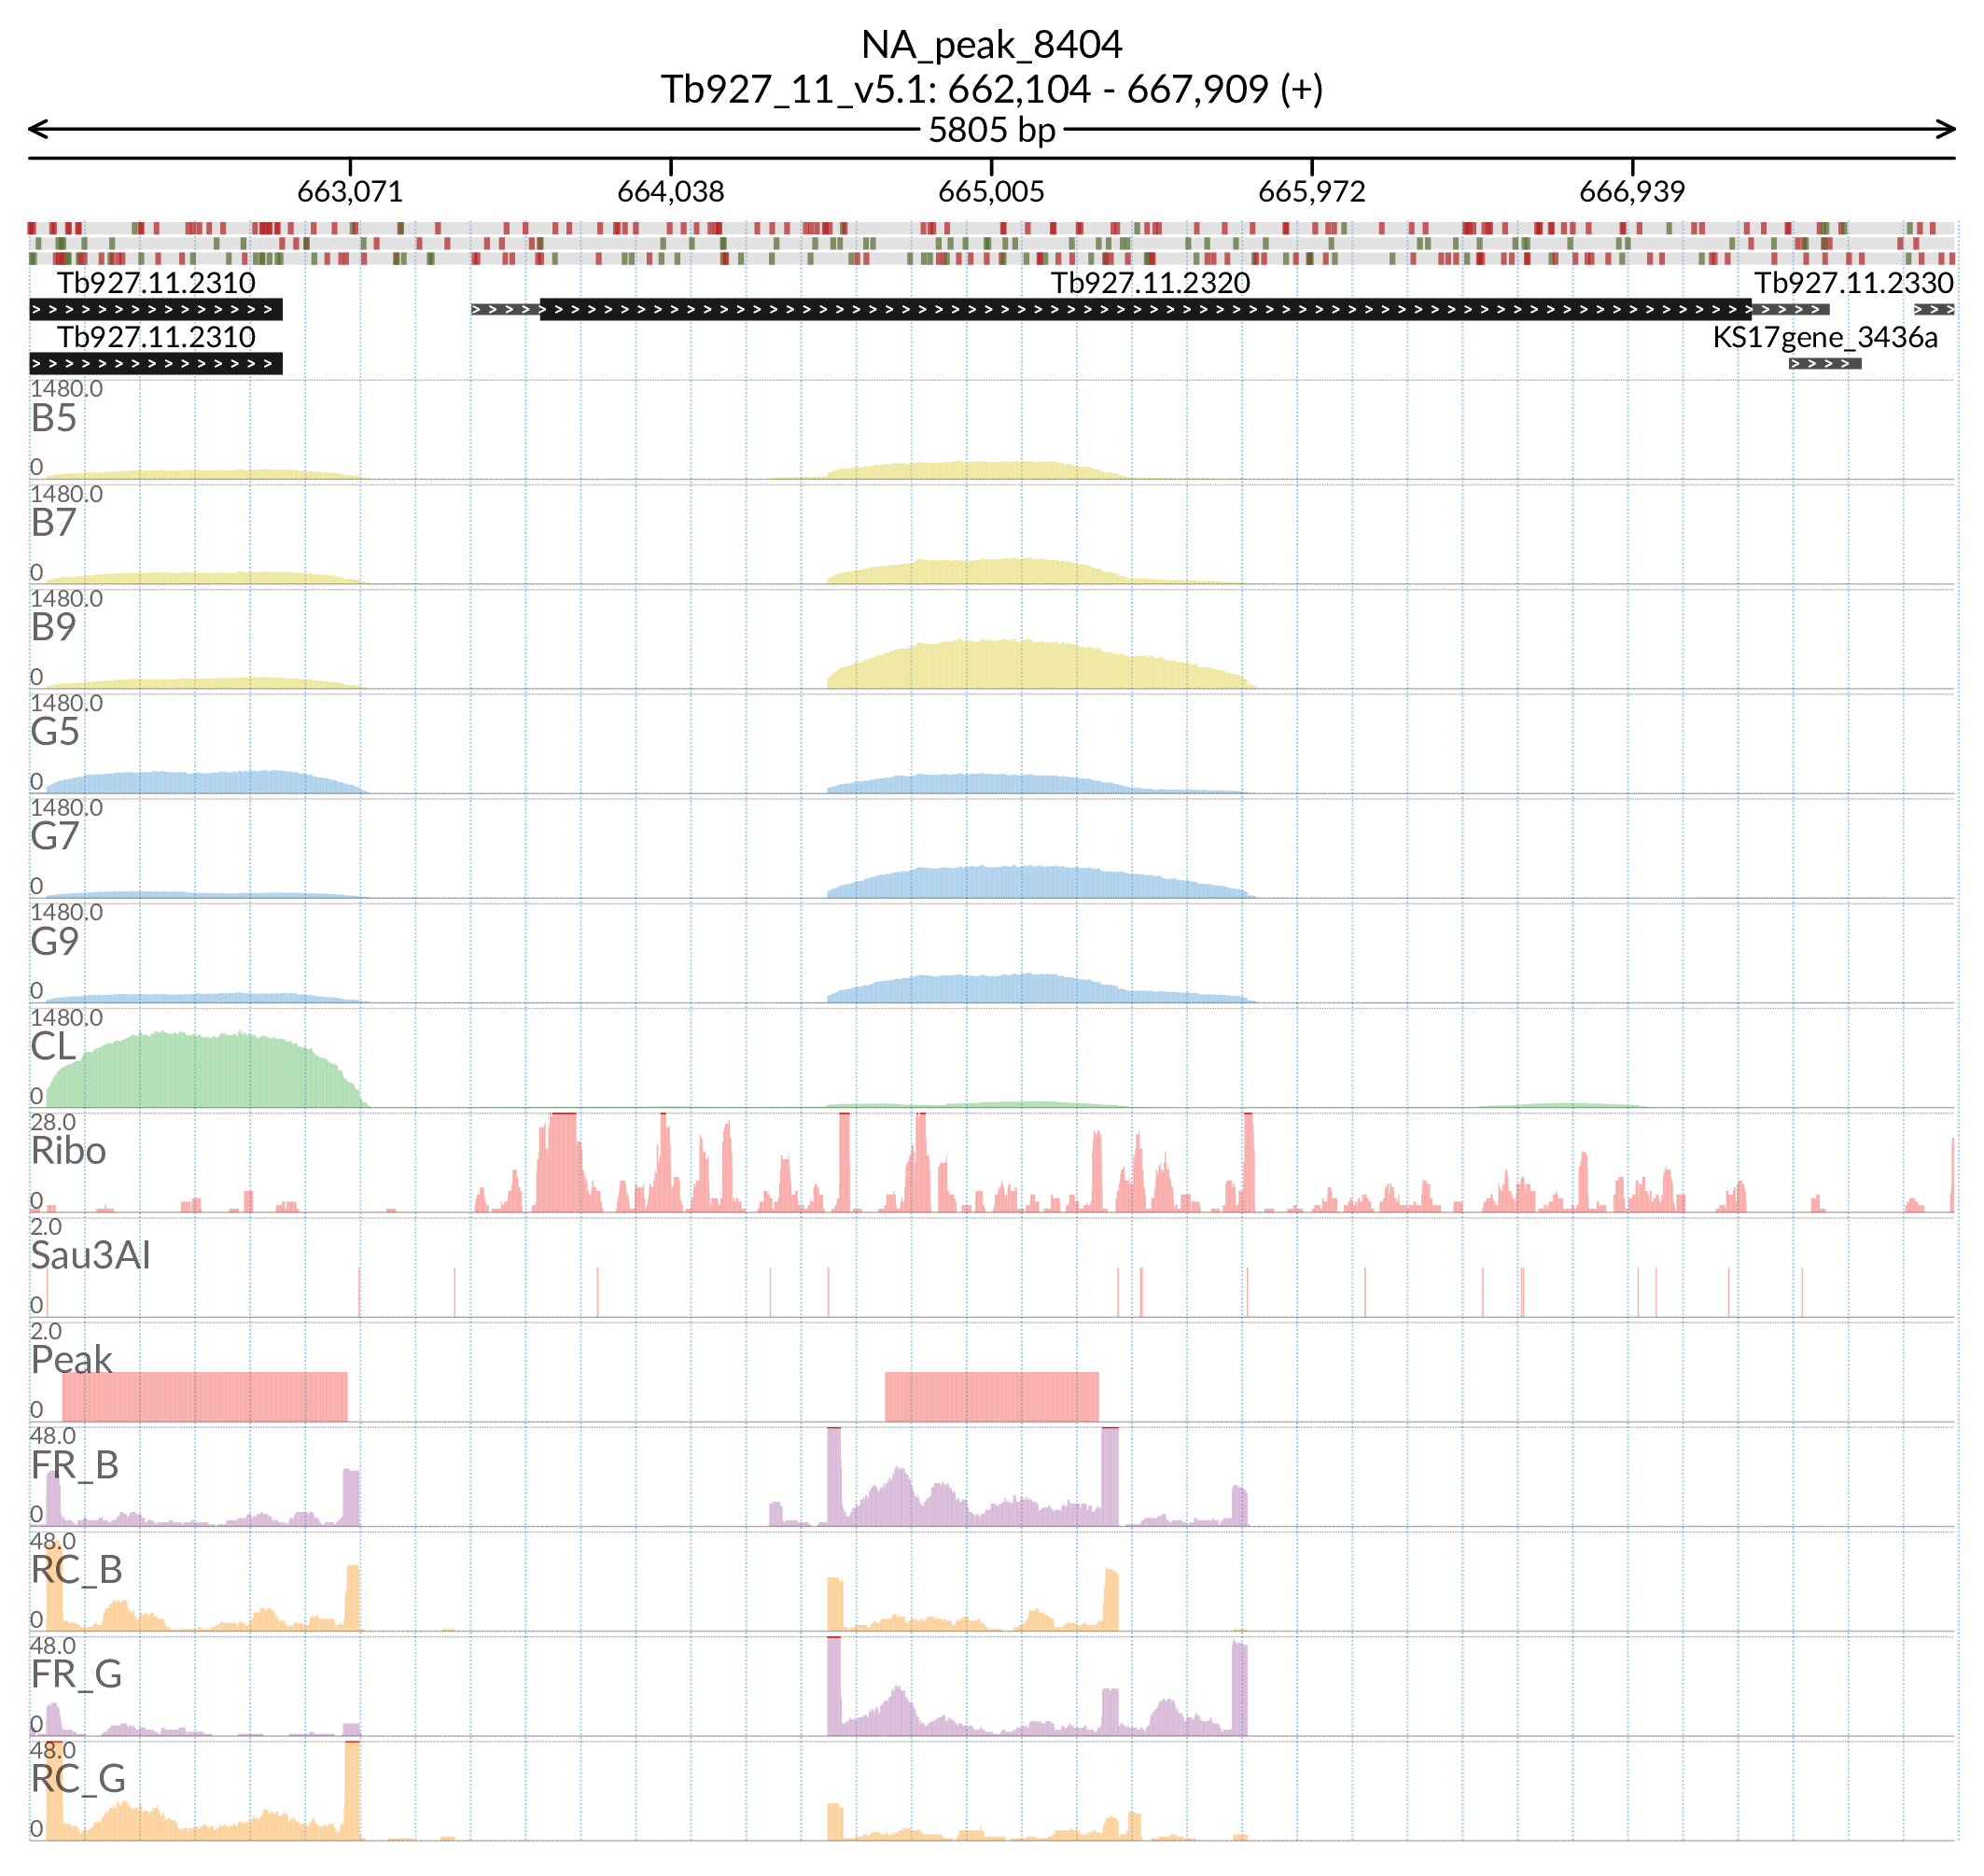 NA_peak_8404
Tb927_11_v5.1: 662,104 - 667,909 (+)
5805 bp
663,071 664,038 665,005 665,972 666,939
Tb927.11.2310 Tb927.11.2320 Tb927.11.2330
Tb927.11.2310 KS17gene_3436a
1480.0
B5
0
1480.0
B7
0
1480.0
B9
0
1480.0
G5
0
1480.0
G7
0
1480.0
G9
0
1480.0
CL
0
28.0
Ribo
0
2.0
Sau3AI
0
2.0
Peak
0
48.0
FR_B
0
48.0
RC_B
0
48.0
FR_G
0
48.0
RC_G
0